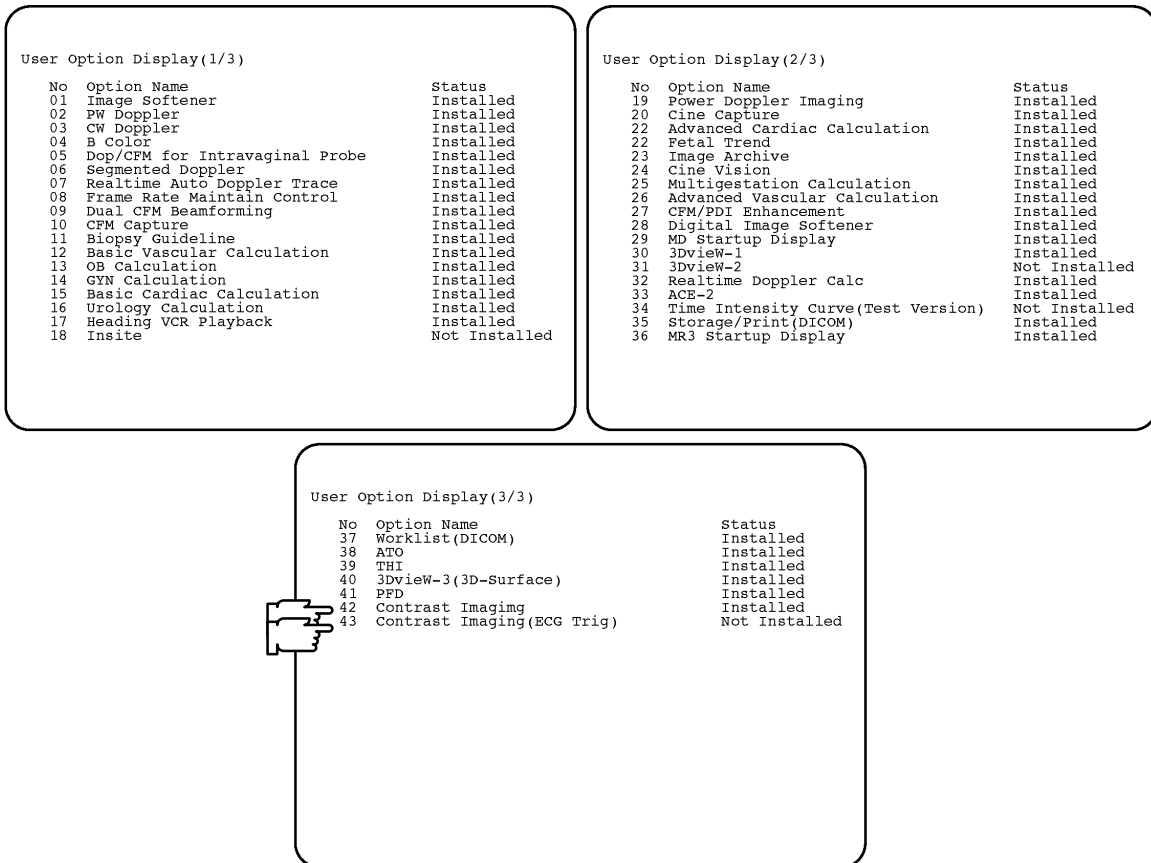 User Option Display(1/3)
No Option Name Status
01 Image Softener Installed
02 PW Doppler Installed
03 CW Doppler Installed
04 B Color Installed
05 Dop/CFM for Intravaginal Probe Installed
06 Segmented Doppler Installed
07 Realtime Auto Doppler Trace Installed
08 Frame Rate Maintain Control Installed
09 Dual CFM Beamforming Installed
10 CFM Capture Installed
11 Biopsy Guideline Installed
12 Basic Vascular Calculation Installed
13 OB Calculation Installed
14 GYN Calculation Installed
15 Basic Cardiac Calculation Installed
16 Urology Calculation Installed
17 Heading VCR Playback Installed
18 Insite Not Installed
User Option Display(2/3)
No Option Name Status
19 Power Doppler Imaging Installed
20 Cine Capture Installed
22 Advanced Cardiac Calculation Installed
22 Fetal Trend Installed
23 Image Archive Installed
24 Cine Vision Installed
25 Multigestation Calculation Installed
26 Advanced Vascular Calculation Installed
27 CFM/PDI Enhancement Installed
28 Digital Image Softener Installed
29 MD Startup Display Installed
30 3DvieW-1 Installed
31 3DvieW-2 Not Installed
32 Realtime Doppler Calc Installed
33 ACE-2 Installed
34 Time Intensity Curve(Test Version) Not Installed
35 Storage/Print(DICOM) Installed
36 MR3 Startup Display Installed
User Option Display(3/3)
No Option Name Status
37 Worklist(DICOM) Installed
38 ATO Installed
39 THI Installed
40 3DvieW-3(3D-Surface) Installed
41 PFD Installed
42 Contrast Imagimg Installed
43 Contrast Imaging(ECG Trig) Not Installed